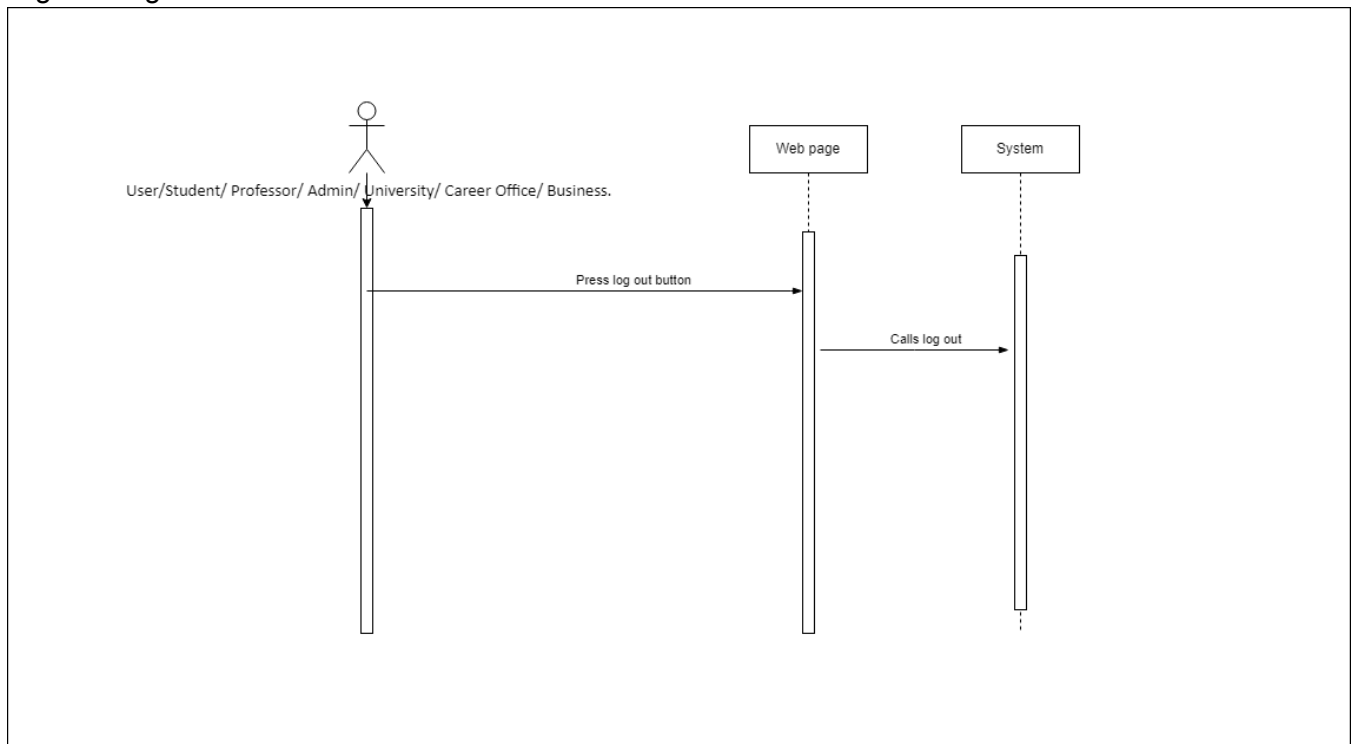 Web page
System
User/Student/ Professor/ Admin/ University/ Career Office/ Business.
Press log out button
Calls log out